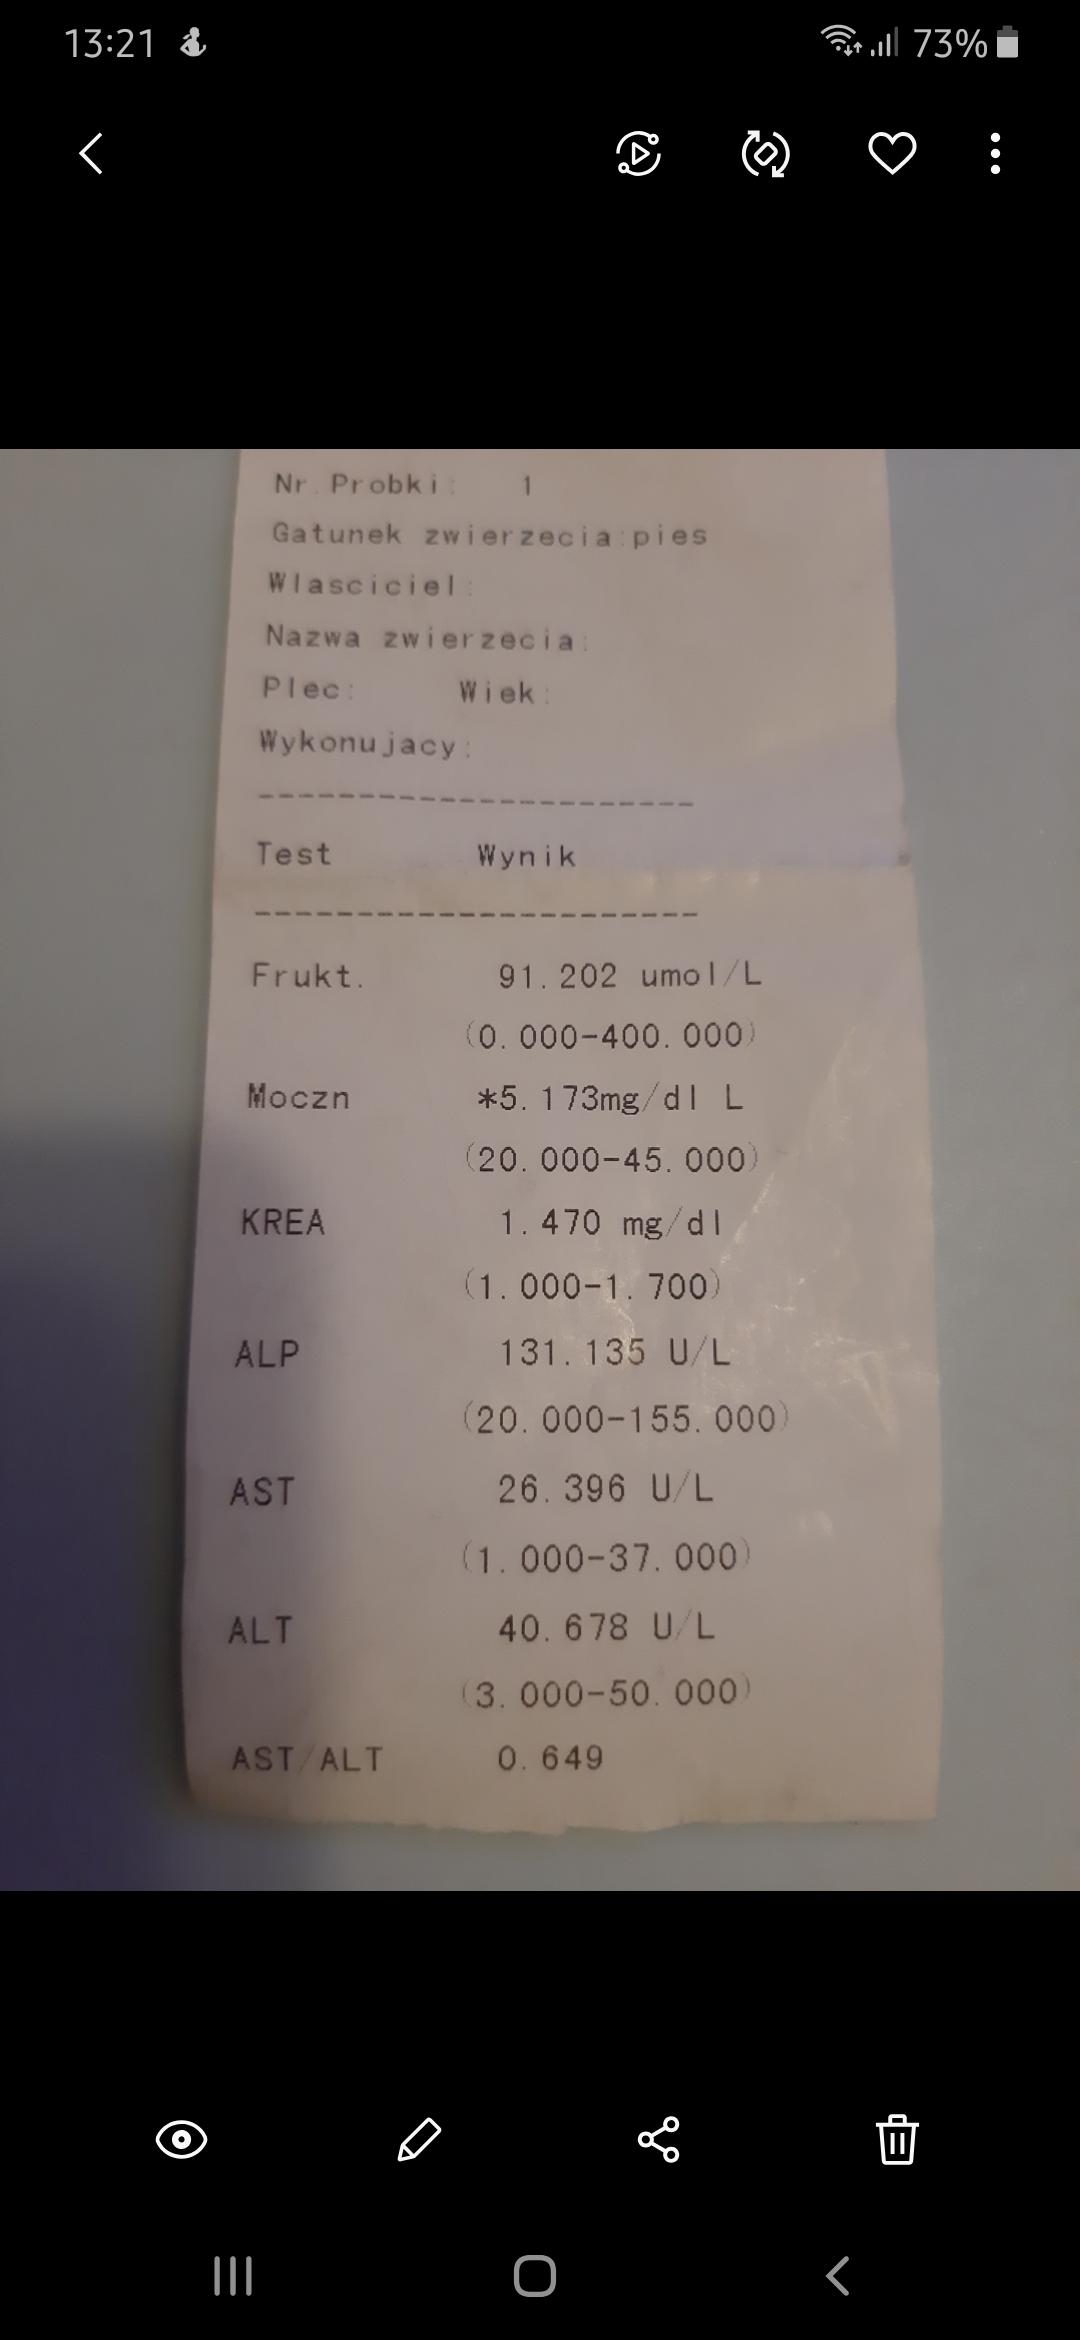 13:21 73%
Nr.Probki: 1
Gatunek zwierzecia:pies
Wlasciciel:
Nazwa zwierzecia:
Plec: Wiek:
Wykonujacy:
----------------------
Test Wynik
----------------------
Frukt. 91.202 umol/L
(0.000-400.000)
Moczn *5.173mg/dl L
(20.000-45.000)
KREA 1.470 mg/dl
(1.000-1.700)
ALP 131.135 U/L
(20.000-155.000)
AST 26.396 U/L
(1.000-37.000)
ALT 40.678 U/L
(3.000-50.000)
AST/ALT 0.649